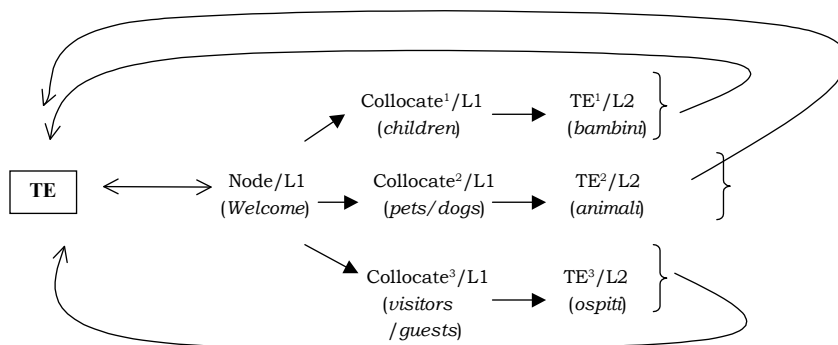 Collocate¹/L1 TE¹/L2
(children) (bambini)
TE Node/L1 Collocate²/L1 TE²/L2
(Welcome) (pets/dogs) (animali)
Collocate³/L1 TE³/L2
(visitors (ospiti)
/guests)